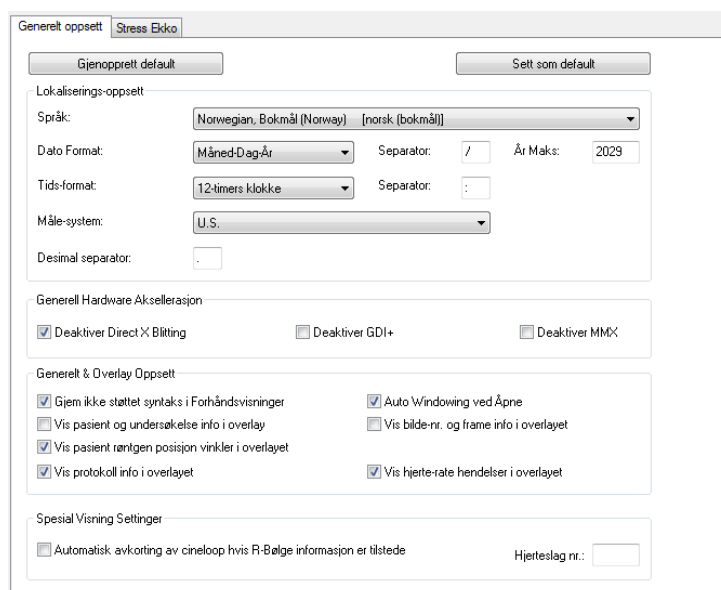 Generelt oppsett Stress Ekko
Gjenopprett default Sett som default
Lokaliserings-oppsett
Språk: Norwegian, Bokmål (Norway) [norsk (bokmål)]
Dato Format: Måned-Dag-År Separator: / År Maks: 2029
Tids-format: 12-timers klokke Separator: :
Måle-system: U.S.
Desimal separator: .
Generell Hardware Aksellerasjon
Deaktiver Direct X Blitting Deaktiver GDI+ Deaktiver MMX
Generelt & Overlay Oppsett
Gjem ikke støttet syntaks i Forhåndsvisninger Auto Windowing ved Åpne
Vis pasient og undersøkelse info i overlay Vis bilde-nr. og frame info i overlayet
Vis pasient røntgen posisjon vinkler i overlayet
Vis protokoll info i overlayet Vis hjerte-rate hendelser i overlayet
Spesial Visning Settinger
Automatisk avkorting av cineloop hvis R-Bølge informasjon er tilstede Hjerteslag nr.: